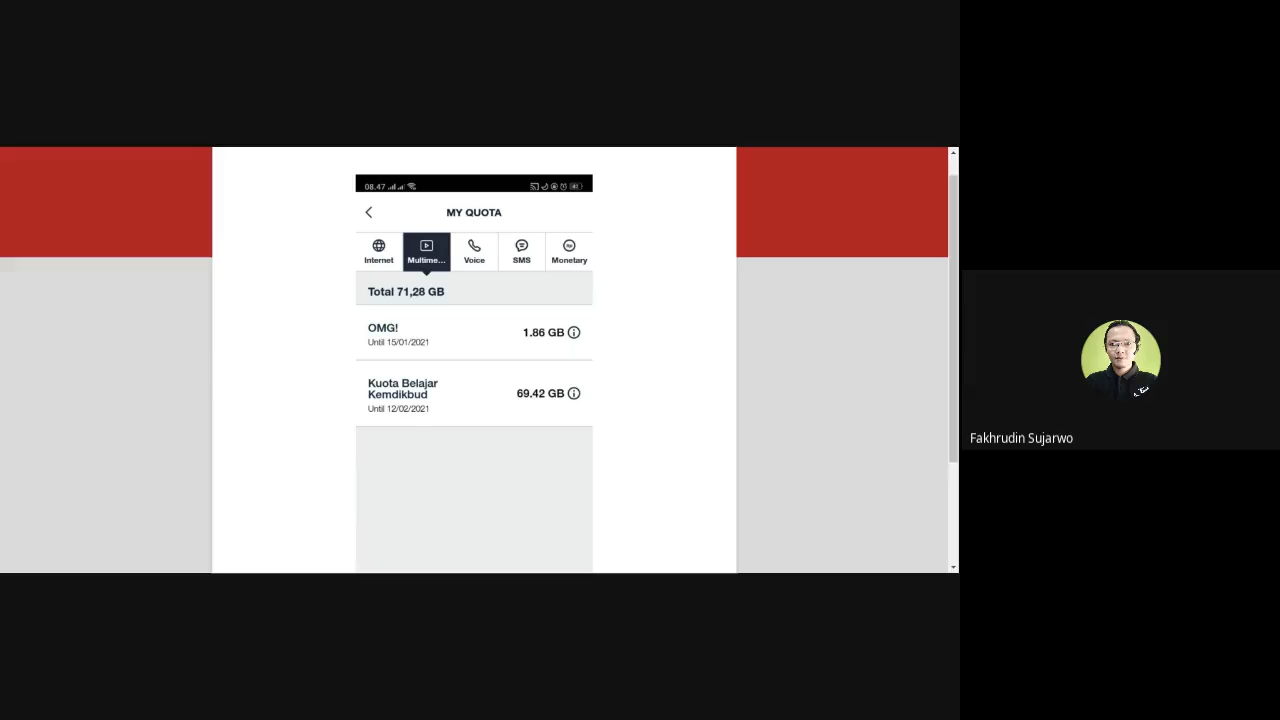 08.47
MY QUOTA
Internet
Multime...
Voice
SMS
Monetary
Total 71,28 GB
OMG!
1.86 GB
Until 15/01/2021
Kuota Belajar
Kemdikbud
69.42 GB
Until 12/02/2021
Fakhrudin Sujarwo